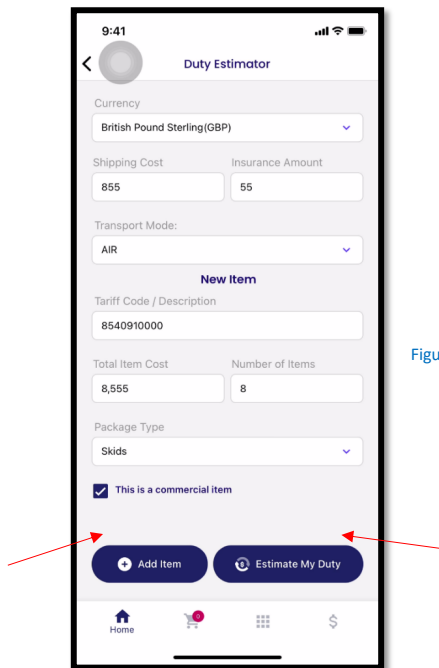 9:41
Duty Estimator
Currency
British Pound Sterling(GBP)
Shipping Cost Insurance Amount
855 55
Transport Mode:
AIR
New Item
Tariff Code / Description
8540910000
Total Item Cost Number of Items
8,555 8
Package Type
Skids
This is a commercial item
Add Item Estimate My Duty
0
Home
Figu